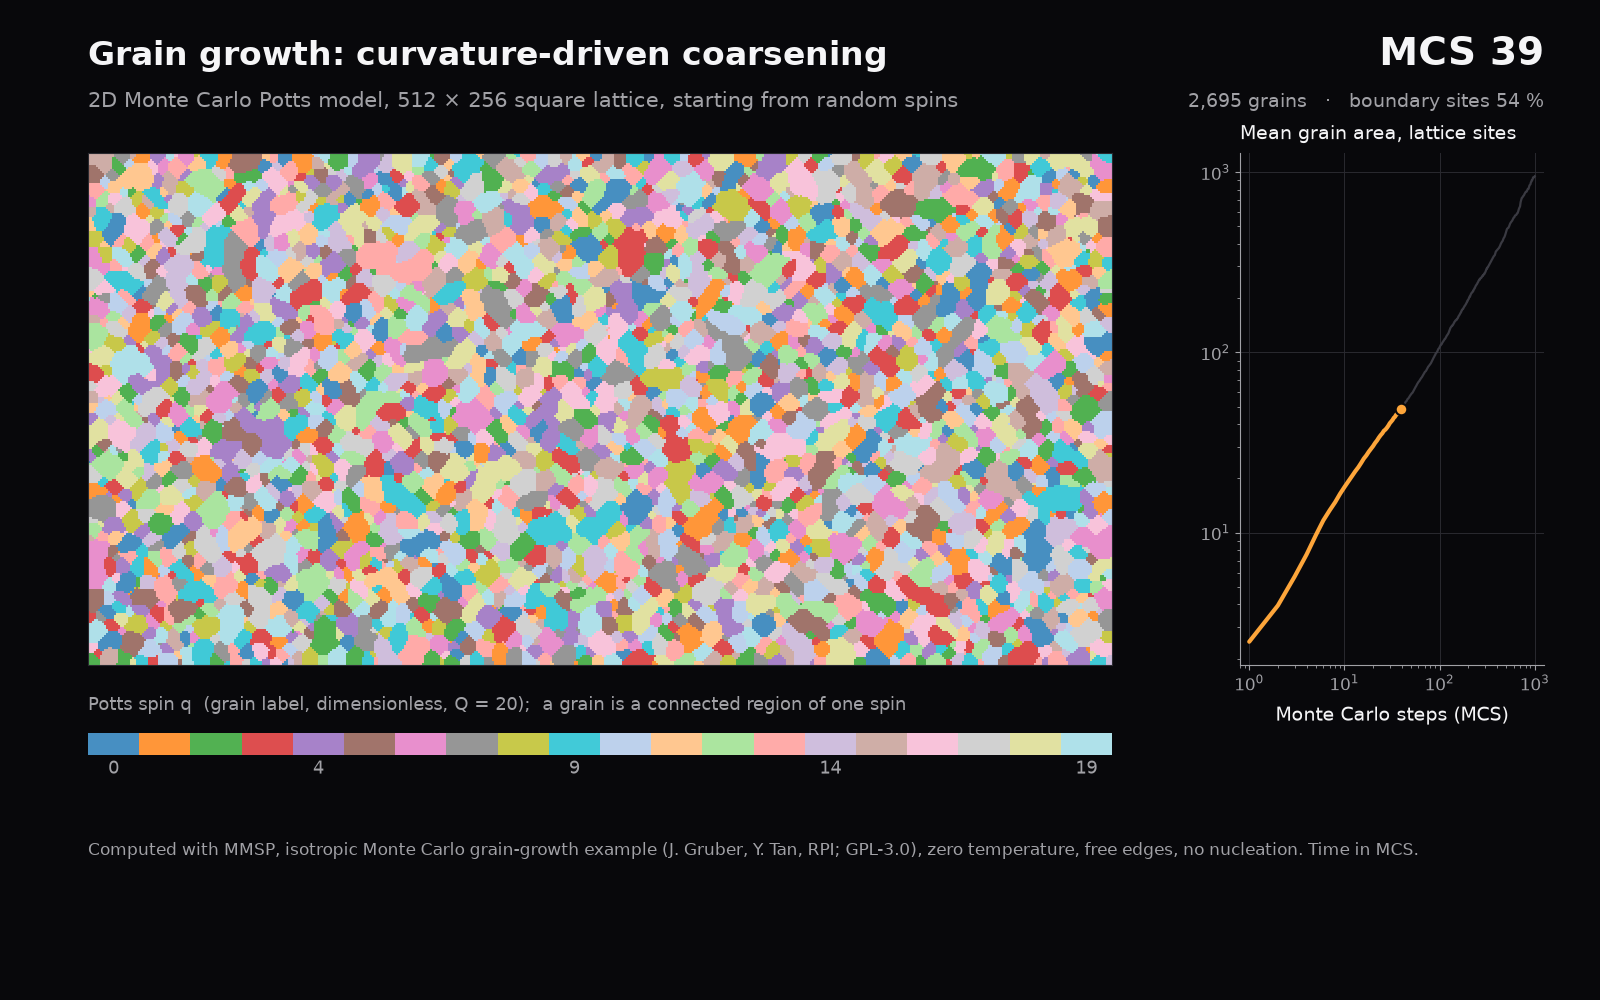 Grain growth: curvature-driven coarsening
MCS 39
2D Monte Carlo Potts model, 512 × 256 square lattice, starting from random spins
2,695 grains · boundary sites 54 %
Mean grain area, lattice sites
10³
10²
10¹
10⁰ 10¹ 10² 10³
Monte Carlo steps (MCS)
Potts spin q (grain label, dimensionless, Q = 20); a grain is a connected region of one spin
0 4 9 14 19
Computed with MMSP, isotropic Monte Carlo grain-growth example (J. Gruber, Y. Tan, RPI; GPL-3.0), zero temperature, free edges, no nucleation. Time in MCS.